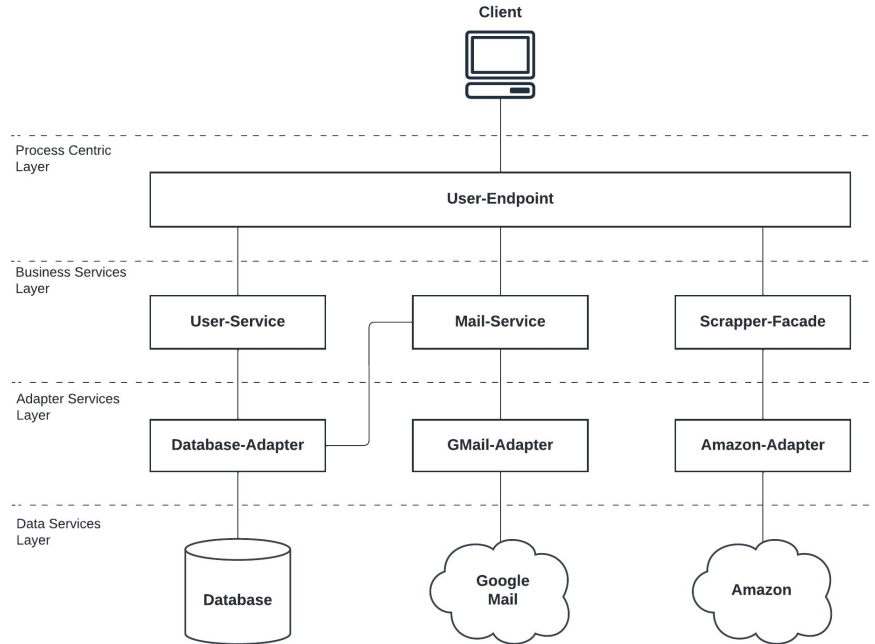 Client
Process Centric
Layer
User-Endpoint
Business Services
Layer
User-Service
Mail-Service
Scrapper-Facade
Adapter Services
Layer
Database-Adapter
GMail-Adapter
Amazon-Adapter
Data Services
Layer
Database
Google
Mail
Amazon